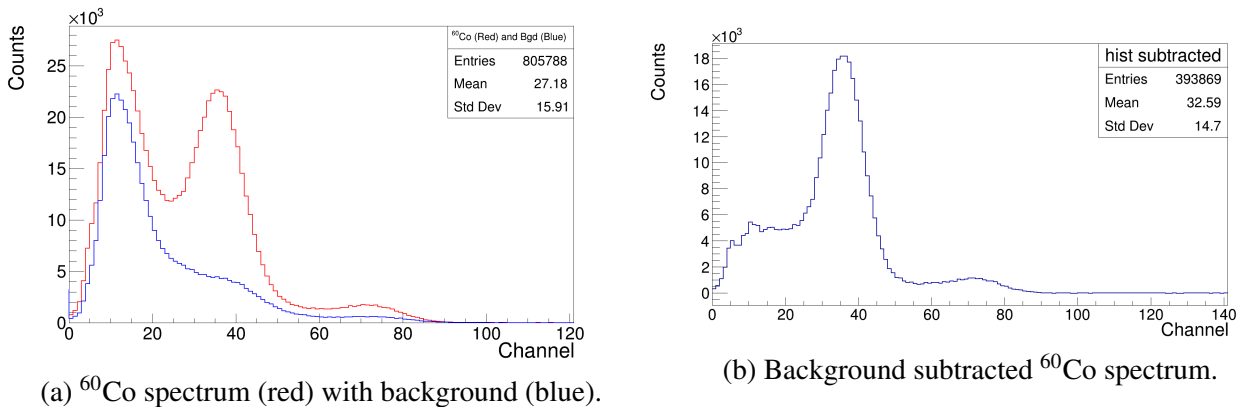 ×10³
Counts
25
20
15
10
5
0
0 20 40 60 80 100 120
Channel
⁶⁰Co (Red) and Bgd (Blue)
Entries 805788
Mean 27.18
Std Dev 15.91
(a) ⁶⁰Co spectrum (red) with background (blue).
×10³
Counts
18
16
14
12
10
8
6
4
2
0
0 20 40 60 80 100 120 140
Channel
hist subtracted
Entries 393869
Mean 32.59
Std Dev 14.7
(b) Background subtracted ⁶⁰Co spectrum.